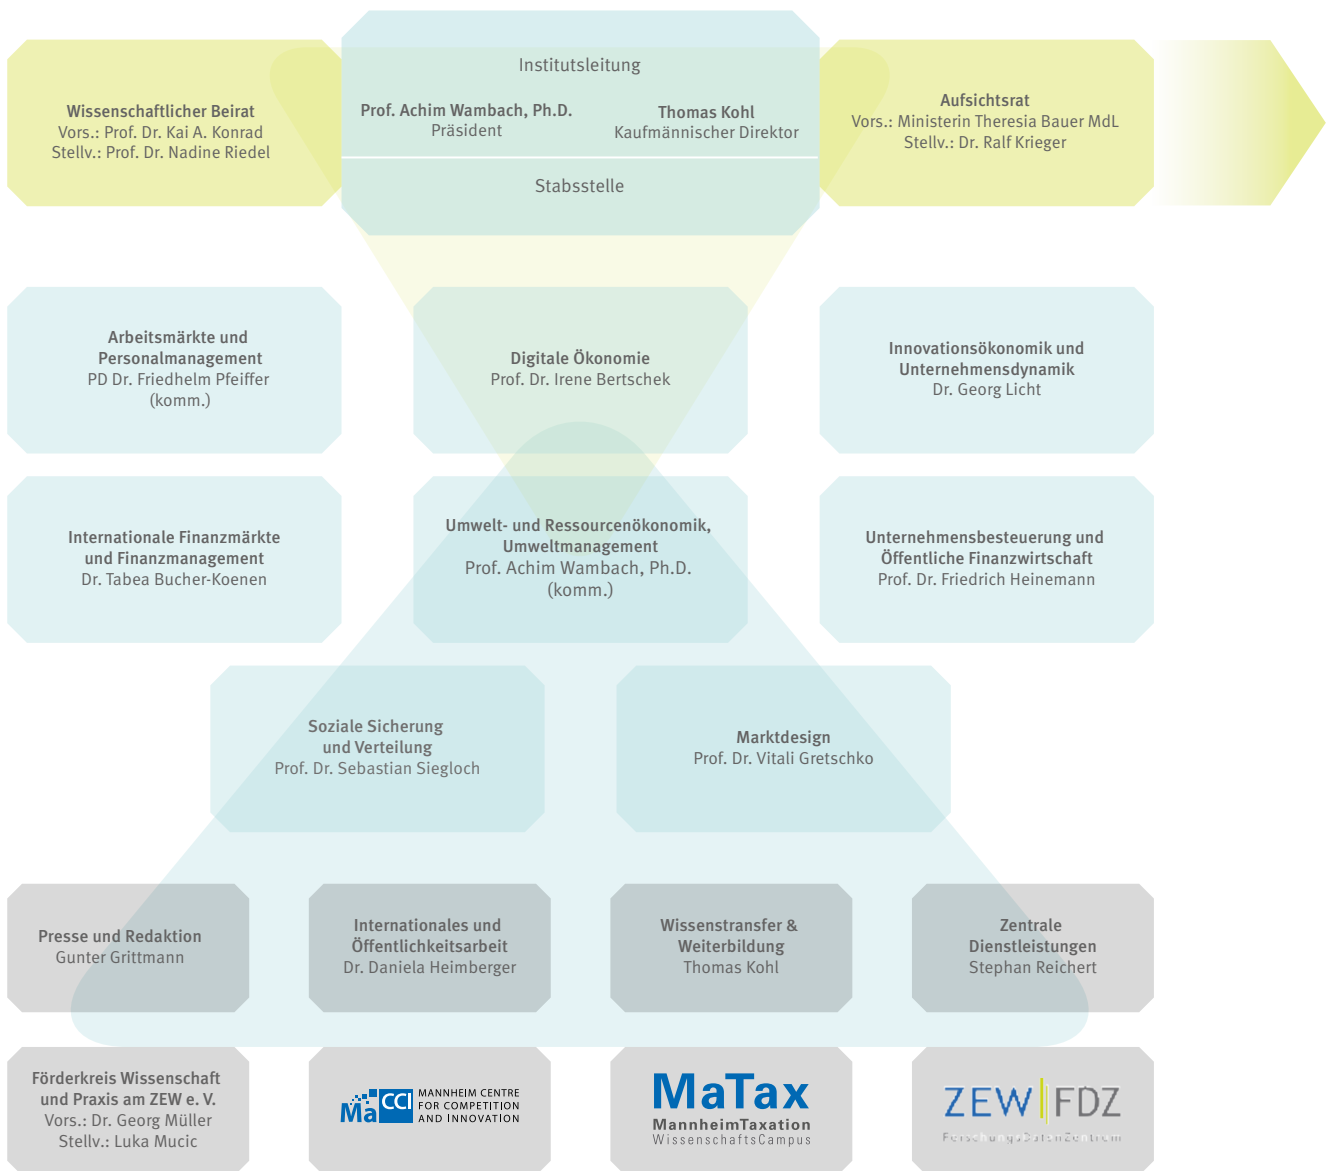 Institutsleitung
Wissenschaftlicher Beirat
Vors.: Prof. Dr. Kai A. Konrad
Stellv.: Prof. Dr. Nadine Riedel
Prof. Achim Wambach, Ph.D.
Präsident
Thomas Kohl
Kaufmännischer Direktor
Stabsstelle
Aufsichtsrat
Vors.: Ministerin Theresia Bauer MdL
Stellv.: Dr. Ralf Krieger
Arbeitsmärkte und
Personalmanagement
PD Dr. Friedhelm Pfeiffer
(komm.)
Digitale Ökonomie
Prof. Dr. Irene Bertschek
Innovationsökonomik und
Unternehmensdynamik
Dr. Georg Licht
Internationale Finanzmärkte
und Finanzmanagement
Dr. Tabea Bucher-Koenen
Umwelt- und Ressourcenökonomik,
Umweltmanagement
Prof. Achim Wambach, Ph.D.
(komm.)
Unternehmensbesteuerung und
Öffentliche Finanzwirtschaft
Prof. Dr. Friedrich Heinemann
Soziale Sicherung
und Verteilung
Prof. Dr. Sebastian Siegloch
Marktdesign
Prof. Dr. Vitali Gretschko
Presse und Redaktion
Gunter Grittmann
Internationales und
Öffentlichkeitsarbeit
Dr. Daniela Heimberger
Wissenstransfer &
Weiterbildung
Thomas Kohl
Zentrale
Dienstleistungen
Stephan Reichert
Förderkreis Wissenschaft
und Praxis am ZEW e. V.
Vors.: Dr. Georg Müller
Stellv.: Luka Mucic
MaCCI
MANNHEIM CENTRE
FOR COMPETITION
AND INNOVATION
MaTax
MannheimTaxation
WissenschaftsCampus
ZEW FDZ
ForschungsDatenZentrum